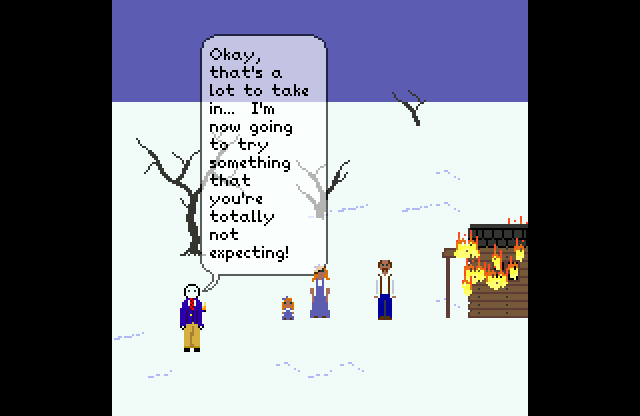 Okay,
that's a
lot to take
in... I'm
now going
to try
something
that
you're
totally
not
expecting!